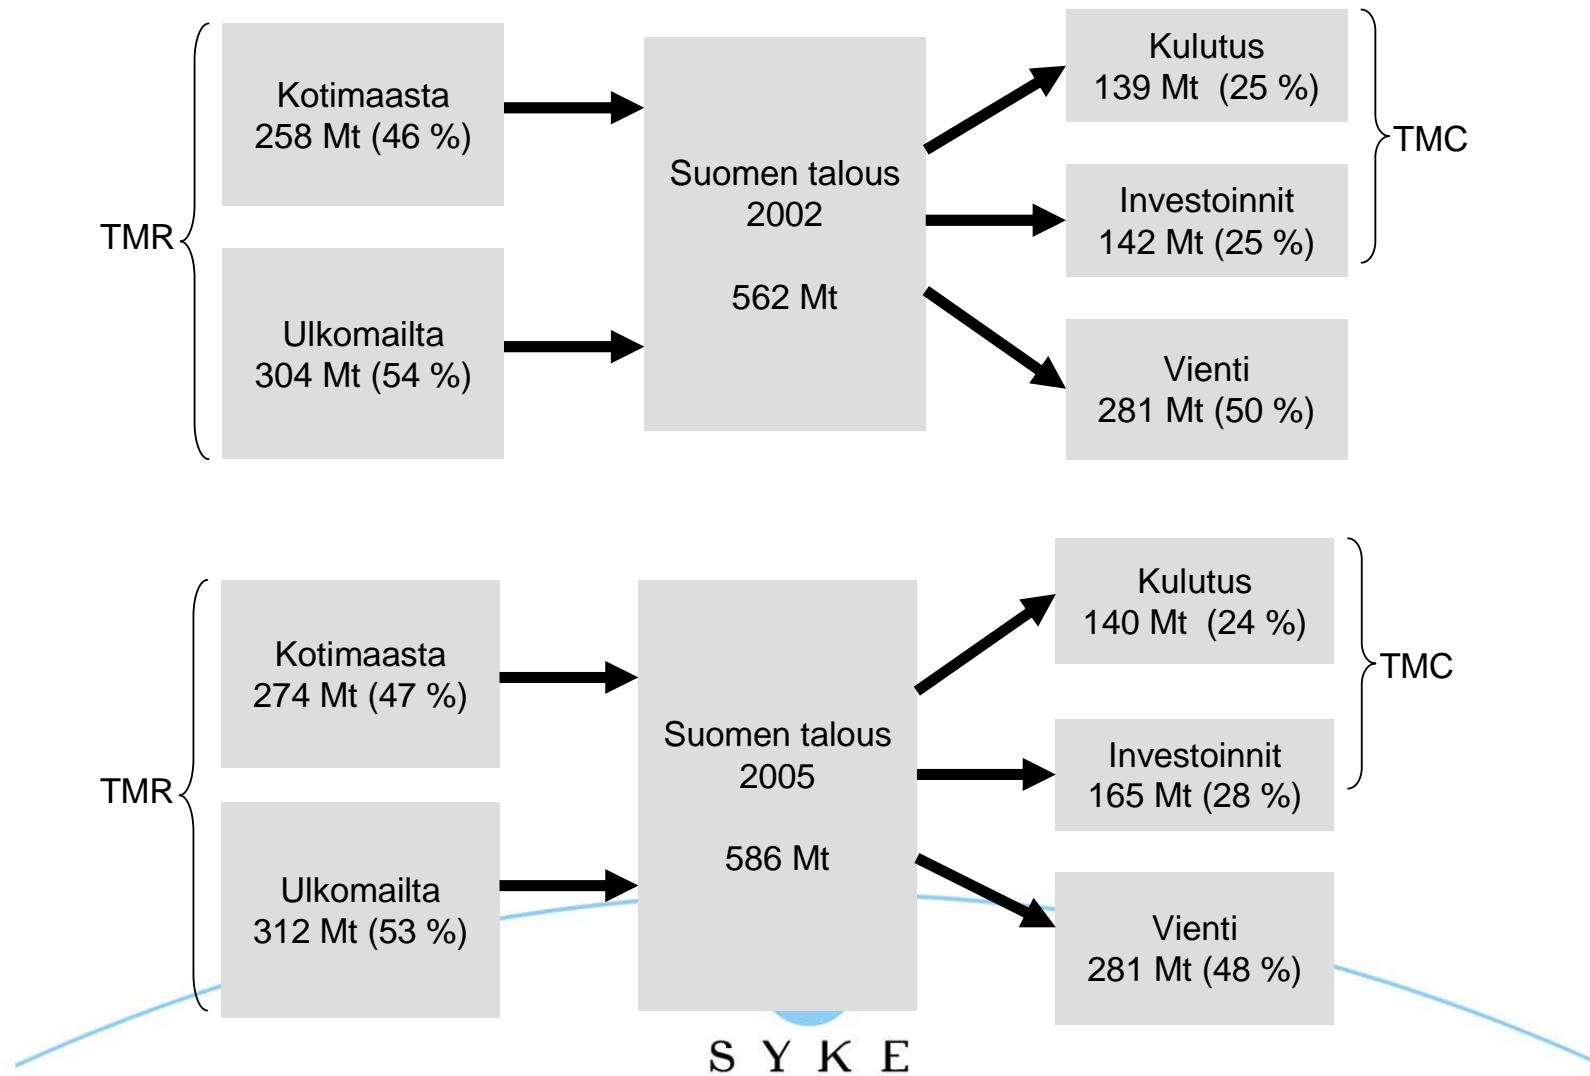 TMR
Kotimaasta
258 Mt (46 %)
Ulkomailta
304 Mt (54 %)
Suomen talous
2002
562 Mt
Kulutus
139 Mt (25 %)
Investoinnit
142 Mt (25 %)
Vienti
281 Mt (50 %)
TMC
TMR
Kotimaasta
274 Mt (47 %)
Ulkomailta
312 Mt (53 %)
Suomen talous
2005
586 Mt
Kulutus
140 Mt (24 %)
Investoinnit
165 Mt (28 %)
Vienti
281 Mt (48 %)
TMC
SYKE